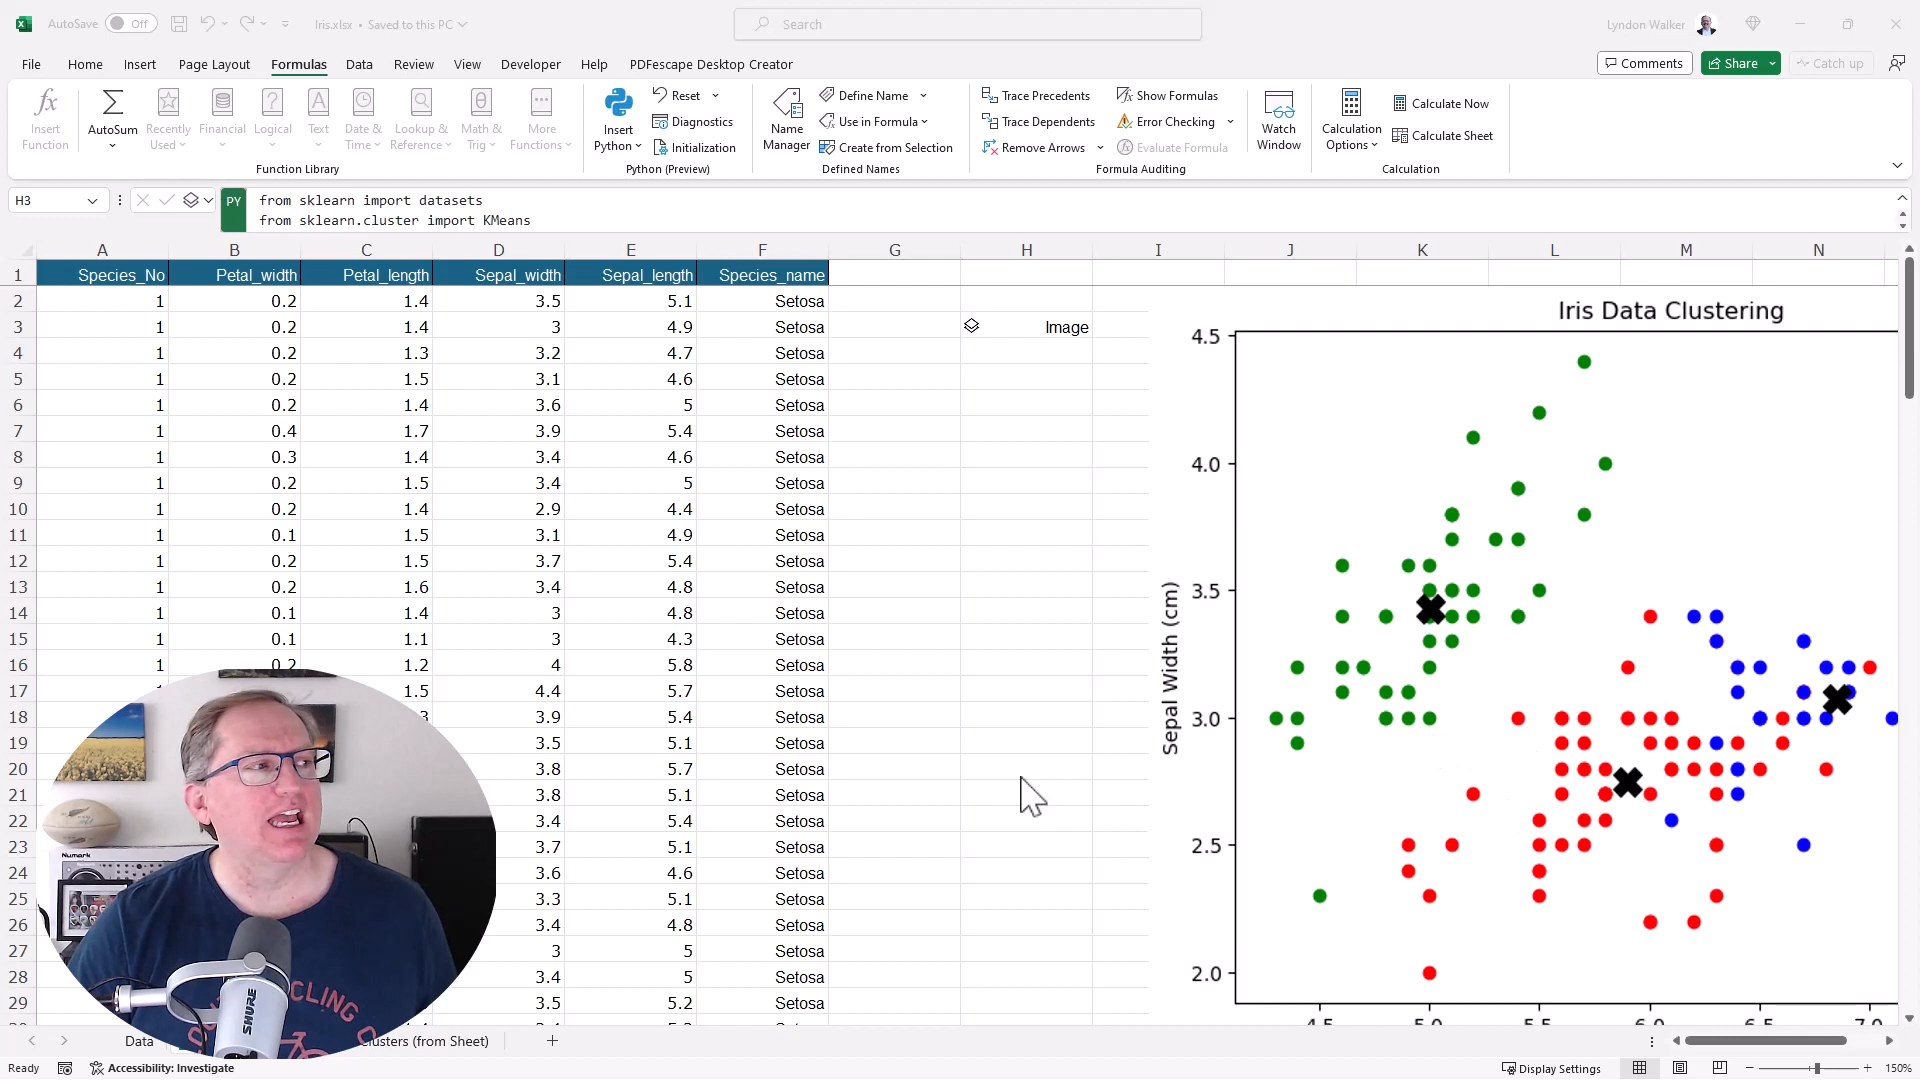 AutoSave Off Iris.xlsx • Saved to this PC Search Lyndon Walker
File Home Insert Page Layout Formulas Data Review View Developer Help PDFescape Desktop Creator Comments Share Catch up
Insert Function
AutoSum
Recently Used
Financial
Logical
Text
Date & Time
Lookup & Reference
Math & Trig
More Functions
Function Library
Insert Python
Reset
Diagnostics
Initialization
Python (Preview)
Name Manager
Define Name
Use in Formula
Create from Selection
Defined Names
Trace Precedents
Trace Dependents
Remove Arrows
Show Formulas
Error Checking
Evaluate Formula
Formula Auditing
Watch Window
Calculation Options
Calculate Now
Calculate Sheet
Calculation
H3 PY from sklearn import datasets
from sklearn.cluster import KMeans
A B C D E F G H I J K L M N
1 Species_No Petal_width Petal_length Sepal_width Sepal_length Species_name
2 1 0.2 1.4 3.5 5.1 Setosa
3 1 0.2 1.4 3 4.9 Setosa Image
4 1 0.2 1.3 3.2 4.7 Setosa
5 1 0.2 1.5 3.1 4.6 Setosa
6 1 0.2 1.4 3.6 5 Setosa
7 1 0.4 1.7 3.9 5.4 Setosa
8 1 0.3 1.4 3.4 4.6 Setosa
9 1 0.2 1.5 3.4 5 Setosa
10 1 0.2 1.4 2.9 4.4 Setosa
11 1 0.1 1.5 3.1 4.9 Setosa
12 1 0.2 1.5 3.7 5.4 Setosa
13 1 0.2 1.6 3.4 4.8 Setosa
14 1 0.1 1.4 3 4.8 Setosa
15 1 0.1 1.1 3 4.3 Setosa
16 1 0.2 1.2 4 5.8 Setosa
17 1.5 4.4 5.7 Setosa
18 3 3.9 5.4 Setosa
19 3.5 5.1 Setosa
20 3.8 5.7 Setosa
21 3.8 5.1 Setosa
22 3.4 5.4 Setosa
23 3.7 5.1 Setosa
24 3.6 4.6 Setosa
25 3.3 5.1 Setosa
26 3.4 4.8 Setosa
27 3 5 Setosa
28 3.4 5 Setosa
29 3.5 5.2 Setosa
Iris Data Clustering
Sepal Width (cm)
4.5
4.0
3.5
3.0
2.5
2.0
4.5 5.0 5.5 6.0 6.5 7.0
Numark
SHURE
CLING
Data
Clusters (from Sheet)
Ready Accessibility: Investigate Display Settings 150%